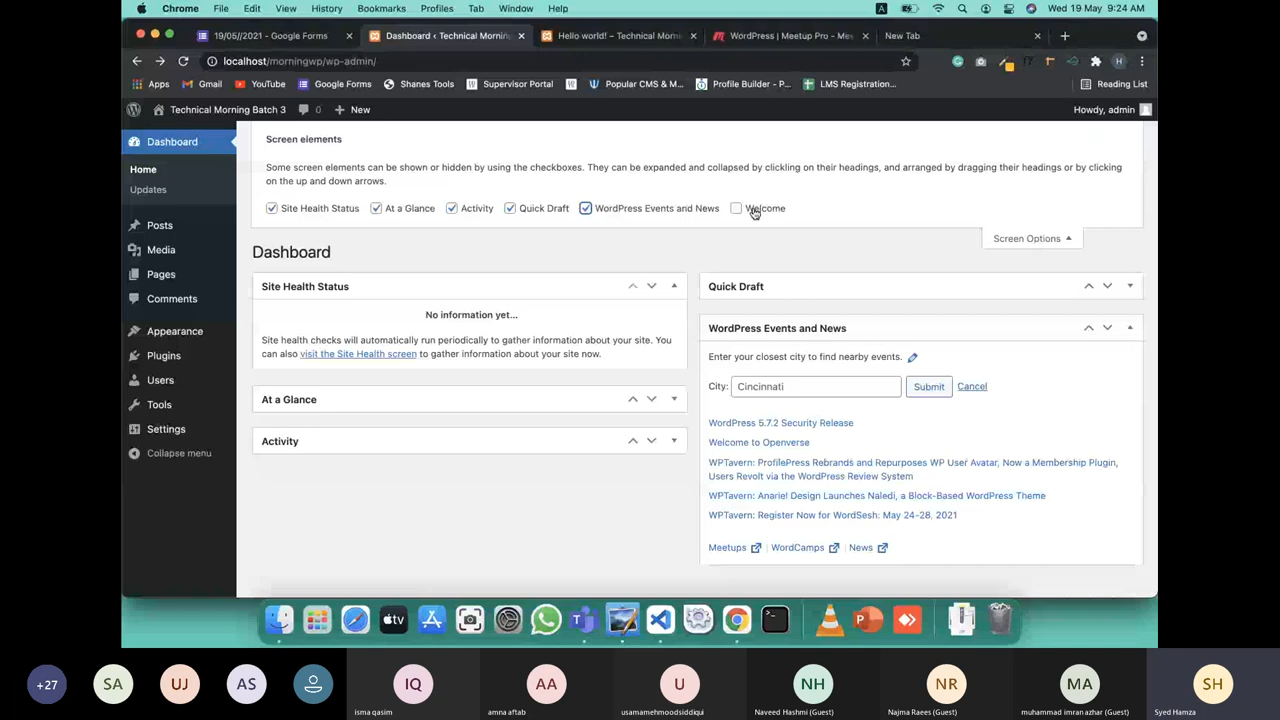 Chrome File Edit View History Bookmarks Profiles Tab Window Help A Wed 19 May 9:24 AM
19/05//2021 - Google Forms Dashboard ‹ Technical Morning Hello world! – Technical Morn WordPress | Meetup Pro - Mee New Tab
localhost/morningwp/wp-admin/ H
Apps Gmail YouTube Google Forms Shanes Tools Supervisor Portal Popular CMS & M... Profile Builder - P... LMS Registration... Reading List
Technical Morning Batch 3 0 New Howdy, admin
Dashboard
Home
Updates
Posts
Media
Pages
Comments
Appearance
Plugins
Users
Tools
Settings
Collapse menu
Screen elements
Some screen elements can be shown or hidden by using the checkboxes. They can be expanded and collapsed by clickling on their headings, and arranged by dragging their headings or by clicking
on the up and down arrows.
Site Health Status At a Glance Activity Quick Draft WordPress Events and News Welcome
Screen Options
Dashboard
Site Health Status
No information yet...
Site health checks will automatically run periodically to gather information about your site. You
can also visit the Site Health screen to gather information about your site now.
At a Glance
Activity
Quick Draft
WordPress Events and News
Enter your closest city to find nearby events.
City: Cincinnati Submit Cancel
WordPress 5.7.2 Security Release
Welcome to Openverse
WPTavern: ProfilePress Rebrands and Repurposes WP User Avatar, Now a Membership Plugin,
Users Revolt via the WordPress Review System
WPTavern: Anariel Design Launches Naledi, a Block-Based WordPress Theme
WPTavern: Register Now for WordSesh: May 24-28, 2021
Meetups | WordCamps | News
tv
+27 SA UJ AS IQ AA U NH NR MA SH
isma qasim amna aftab usamamehmoodsiddiqui Naveed Hashmi (Guest) Najma Raees (Guest) muhammad imran azhar (Guest) Syed Hamza